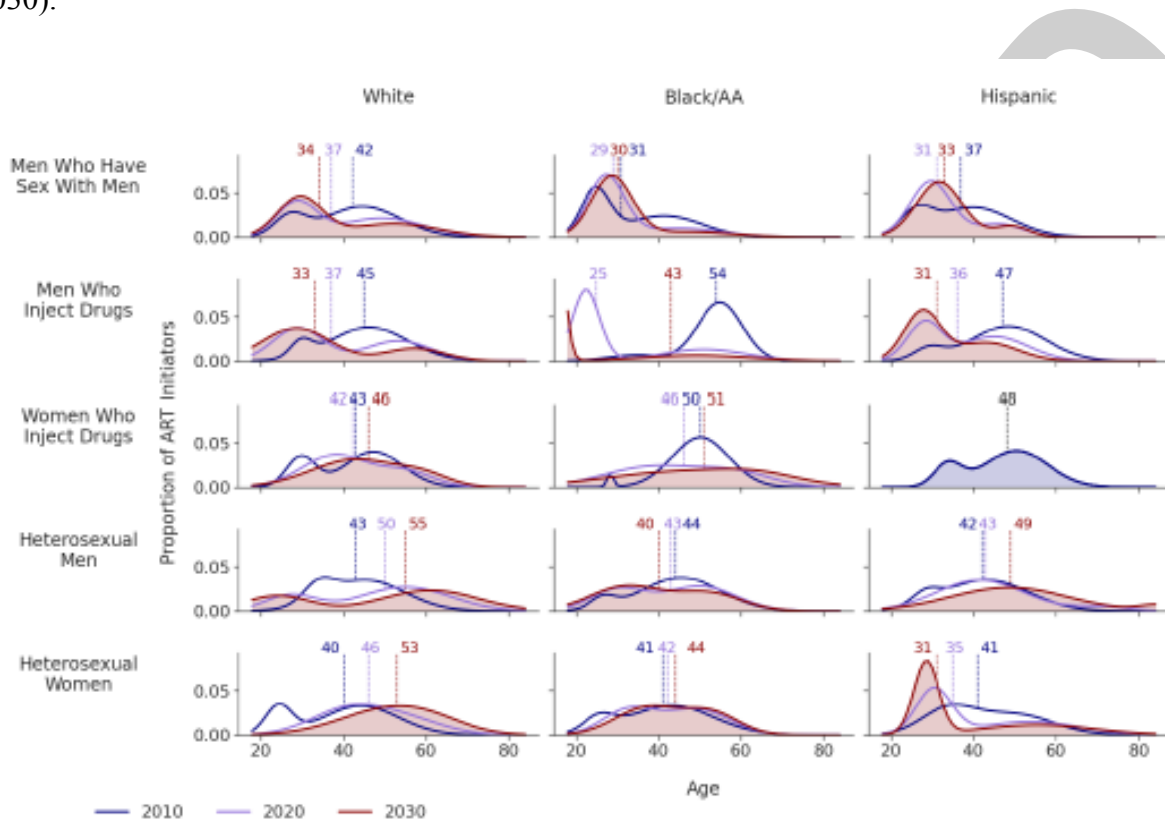 030).
White Black/AA Hispanic
Men Who Have
Sex With Men
34 37 42 29 30 31 31 33 37
0.05
0.00
Men Who
Inject Drugs
33 37 45 25 43 54 31 36 47
0.05
0.00
Women Who
Inject Drugs
42 43 46 46 50 51 48
0.05
0.00
Heterosexual
Men
43 50 55 40 43 44 42 43 49
0.05
0.00
Heterosexual
Women
40 46 53 41 42 44 31 35 41
0.05
0.00
20 40 60 80 20 40 60 80 20 40 60 80
Proportion of ART Initiators
Age
2010 2020 2030